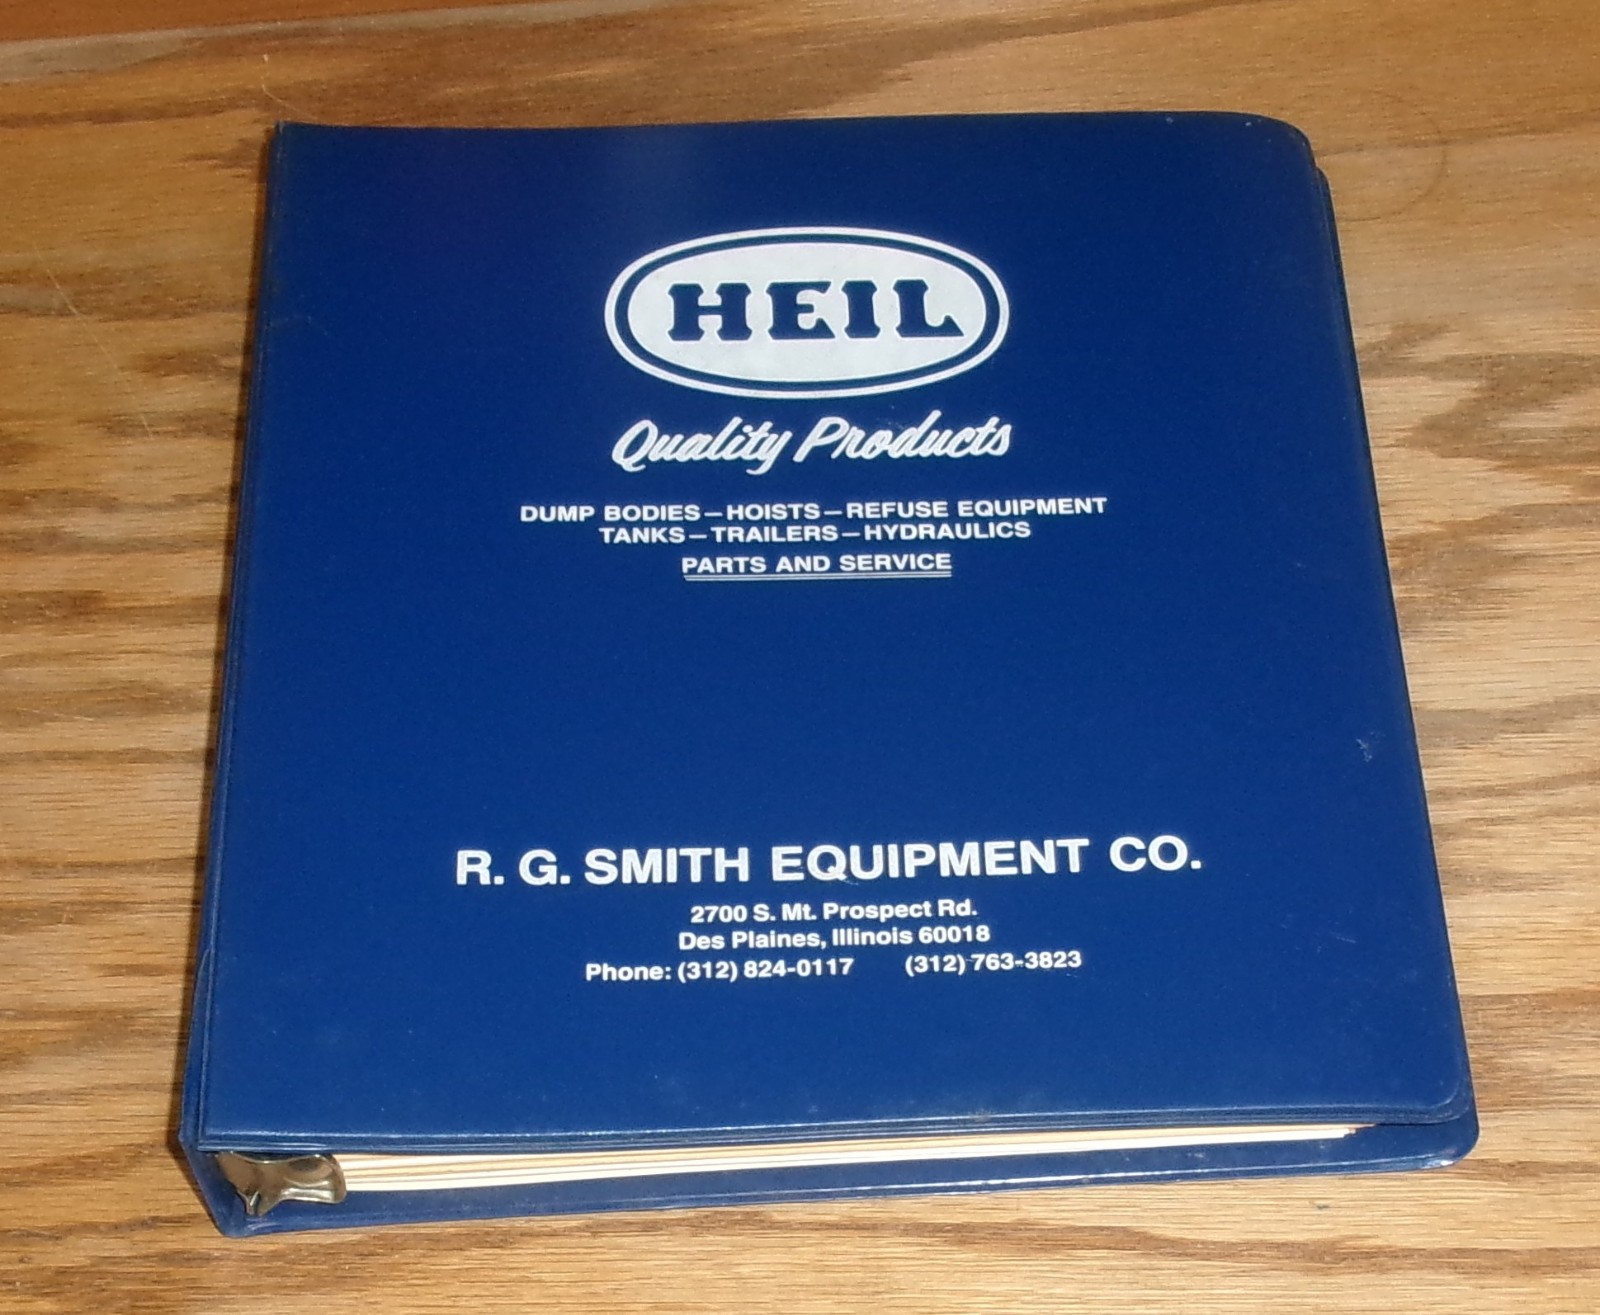 HEIL
Quality Products
DUMP BODIES—HOISTS—REFUSE EQUIPMENT
TANKS—TRAILERS—HYDRAULICS
PARTS AND SERVICE
R. G. SMITH EQUIPMENT CO.
2700 S. Mt. Prospect Rd.
Des Plaines, Illinois 60018
Phone: (312) 824-0117 (312) 763-3823